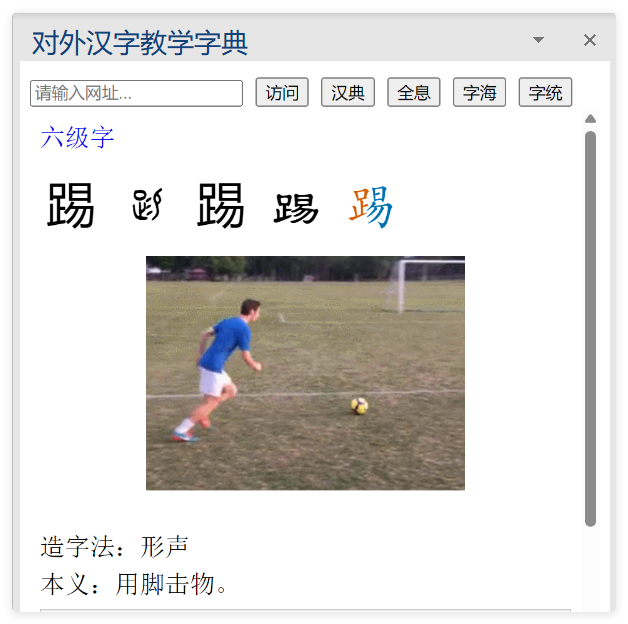 对外汉字教学字典
请输入网址... 访问 汉典 全息 字海 字统
六级字
踢 踢 踢 踢 踢
造字法：形声
本义：用脚击物。